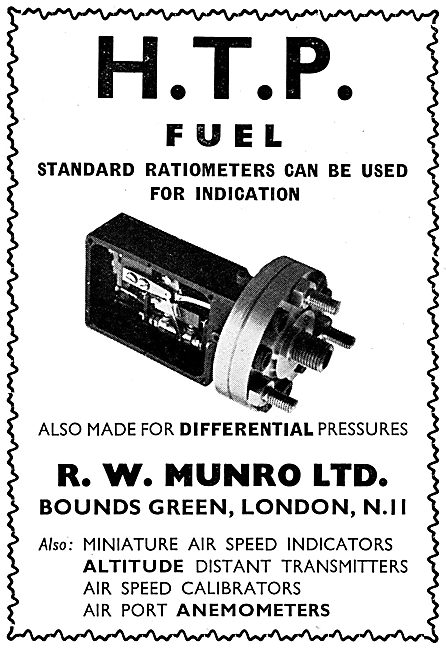 H.T.P.
FUEL
STANDARD RATIOMETERS CAN BE USED
FOR INDICATION
ALSO MADE FOR DIFFERENTIAL PRESSURES
R. W. MUNRO LTD.
BOUNDS GREEN, LONDON, N.11
Also: MINIATURE AIR SPEED INDICATORS
ALTITUDE DISTANT TRANSMITTERS
AIR SPEED CALIBRATORS
AIR PORT ANEMOMETERS